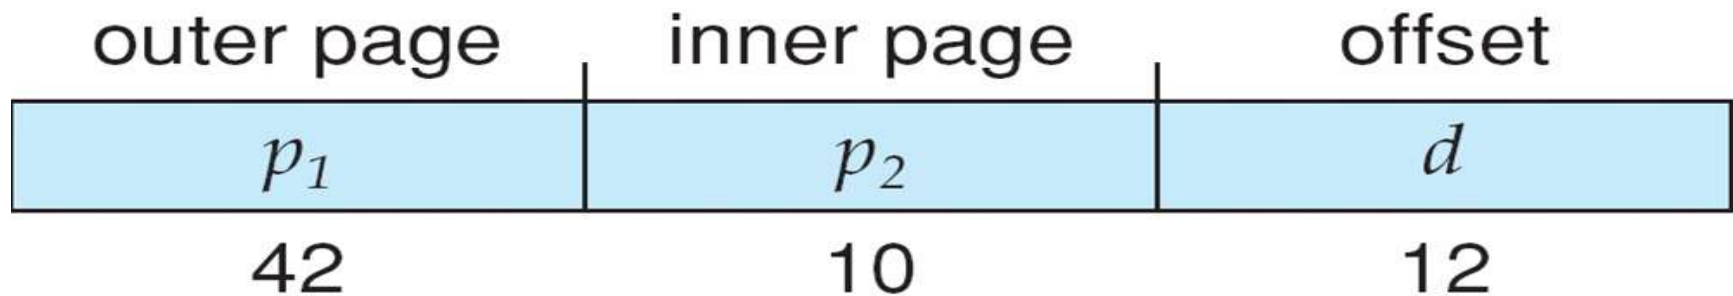 outer page inner page offset
p₁ p₂ d
42 10 12